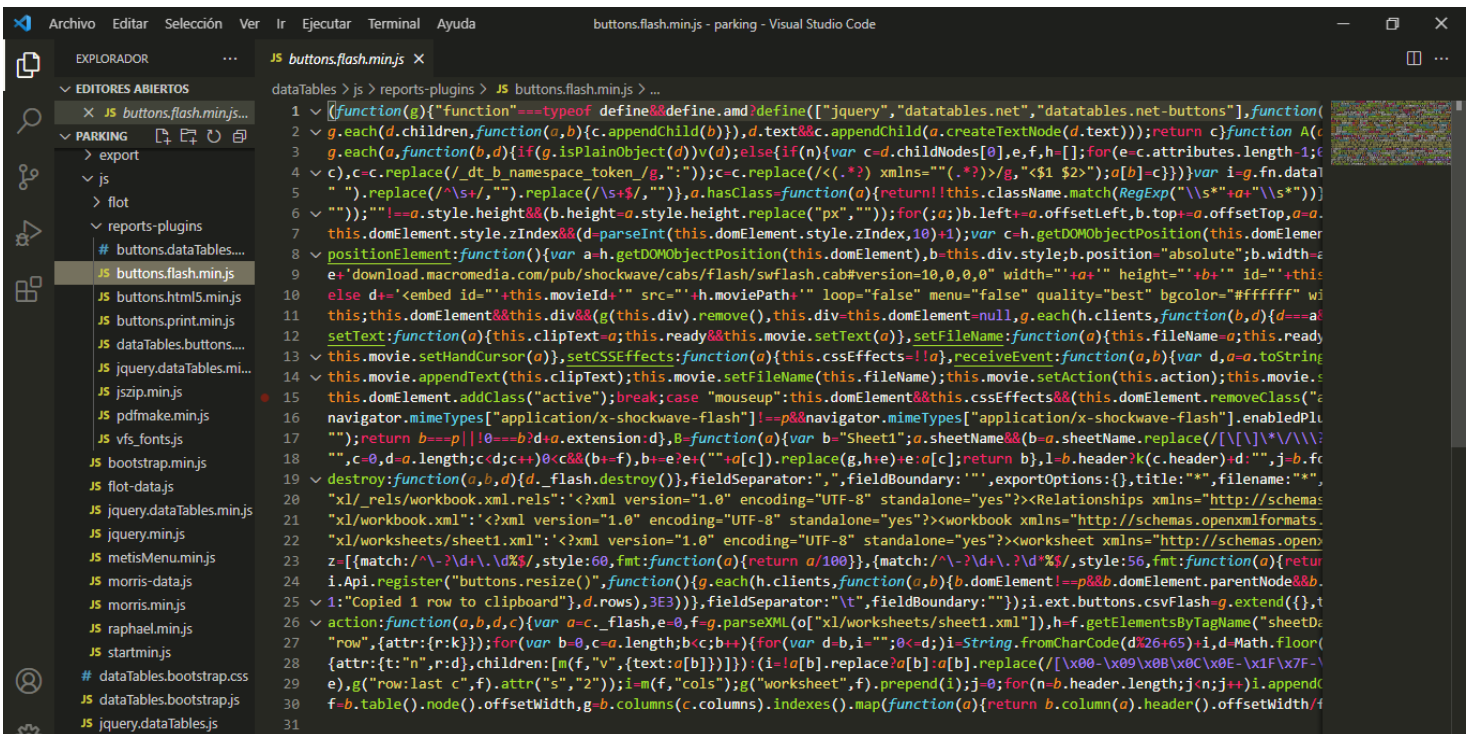 Archivo Editar Selección Ver Ir Ejecutar Terminal Ayuda buttons.flash.min.js - parking - Visual Studio Code
EXPLORADOR ...
EDITORES ABIERTOS
JS buttons.flash.min.js...
PARKING
export
js
flot
reports-plugins
# buttons.dataTables....
JS buttons.flash.min.js
JS buttons.html5.min.js
JS buttons.print.min.js
JS dataTables.buttons....
JS jquery.dataTables.mi...
JS jszip.min.js
JS pdfmake.min.js
JS vfs_fonts.js
JS bootstrap.min.js
JS flot-data.js
JS jquery.dataTables.min.js
JS jquery.min.js
JS metisMenu.min.js
JS morris-data.js
JS morris.min.js
JS raphael.min.js
JS startmin.js
# dataTables.bootstrap.css
JS dataTables.bootstrap.js
JS jquery.dataTables.js
JS buttons.flash.min.js
dataTables > js > reports-plugins > JS buttons.flash.min.js > ...
1 (function(g){"function"===typeof define&&define.amd?define(["jquery","datatables.net","datatables.net-buttons"],function(
2 g.each(d.children,function(a,b){c.appendChild(b)}),d.text&&c.appendChild(a.createTextNode(d.text)));return c}function A(
3 g.each(a,function(b,d){if(g.isPlainObject(d))v(d);else{if(n){var c=d.childNodes[0],e,f,h=[];for(e=c.attributes.length-1;
4 c),c=c.replace(/_dt_b_namespace_token_/g,":"));c=c.replace(/<(.*?) xmlns=""(.*?)>/g,"<$1 $2>");a[b]=c}})}var i=g.fn.dataT
5 " ").replace(/^\s+/,"").replace(/\s+$/,"")},a.hasClass=function(a){return!!this.className.match(RegExp("\\s*"+a+"\\s*"))}
6 ""));""!==a.style.height&&(b.height=a.style.height.replace("px",""));for(;a;)b.left+=a.offsetLeft,b.top+=a.offsetTop,a=a.
7 this.domElement.style.zIndex&&(d=parseInt(this.domElement.style.zIndex,10)+1);var c=h.getDOMObjectPosition(this.domElemen
8 positionElement:function(){var a=h.getDOMObjectPosition(this.domElement),b=this.div.style;b.position="absolute";b.width=a
9 e+'download.macromedia.com/pub/shockwave/cabs/flash/swflash.cab#version=10,0,0,0" width="'+a+'" height="'+b+'" id="'+this
10 else d+='<embed id="'+this.movieId+'" src="'+h.moviePath+'" loop="false" menu="false" quality="best" bgcolor="#ffffff" wi
11 this;this.domElement&&this.div&&(g(this.div).remove(),this.div=this.domElement=null,g.each(h.clients,function(b,d){d===a&
12 setText:function(a){this.clipText=a;this.ready&&this.movie.setText(a)},setFileName:function(a){this.fileName=a;this.ready
13 this.movie.setHandCursor(a)},setCSSEffects:function(a){this.cssEffects=!!a},receiveEvent:function(a,b){var d,a=a.toString
14 this.movie.appendText(this.clipText);this.movie.setFileName(this.fileName);this.movie.setAction(this.action);this.movie.s
15 this.domElement.addClass("active");break;case "mouseup":this.domElement&&this.cssEffects&&(this.domElement.removeClass("a
16 navigator.mimeTypes["application/x-shockwave-flash"]!==p&&navigator.mimeTypes["application/x-shockwave-flash"].enabledPlu
17 "");return b===p||!0===b?d+a.extension:d},B=function(a){var b="Sheet1";a.sheetName&&(b=a.sheetName.replace(/[\[\]\*\/\\\?
18 "",c=0,d=a.length;c<d;c++)0<c&&(b+=f),b+=e?e+(""+a[c]).replace(g,h+e)+e:a[c];return b},l=b.header?k(c.header)+d:"",j=b.fo
19 destroy:function(a,b,d){d._flash.destroy()},fieldSeparator:",",fieldBoundary:'"',exportOptions:{},title:"*",filename:"*",
20 "xl/_rels/workbook.xml.rels":'<?xml version="1.0" encoding="UTF-8" standalone="yes"?><Relationships xmlns="http://schemas
21 "xl/workbook.xml":'<?xml version="1.0" encoding="UTF-8" standalone="yes"?><workbook xmlns="http://schemas.openxmlformats.
22 "xl/worksheets/sheet1.xml":'<?xml version="1.0" encoding="UTF-8" standalone="yes"?><worksheet xmlns="http://schemas.openx
23 z=[{match:/^\-?\d+\.\d%$/,style:60,fmt:function(a){return a/100}},{match:/^\-?\d+\.?\d*%$/,style:56,fmt:function(a){retur
24 i.Api.register("buttons.resize()",function(){g.each(h.clients,function(a,b){b.domElement!==p&&b.domElement.parentNode&&b.
25 1:"Copied 1 row to clipboard"},d.rows),3E3))},fieldSeparator:"\t",fieldBoundary:""});i.ext.buttons.csvFlash=g.extend({},t
26 action:function(a,b,d,c){var a=c._flash,e=0,f=g.parseXML(o["xl/worksheets/sheet1.xml"]),h=f.getElementsByTagName("sheetDa
27 "row",{attr:{r:k}});for(var b=0,c=a.length;b<c;b++){for(var d=b,i="";0<=d;)i=String.fromCharCode(d%26+65)+i,d=Math.floor(
28 {attr:{t:"n",r:d},children:[m(f,"v",{text:a[b]})]}):(i=!a[b].replace?a[b]:a[b].replace(/[\x00-\x09\x0B\x0C\x0E-\x1F\x7F-\
29 e),g("row:last c",f).attr("s","2"));i=m(f,"cols");g("worksheet",f).prepend(i);j=0;for(n=b.header.length;j<n;j++)i.appendC
30 f=b.table().node().offsetWidth,g=b.columns(c.columns).indexes().map(function(a){return b.column(a).header().offsetWidth/f
31